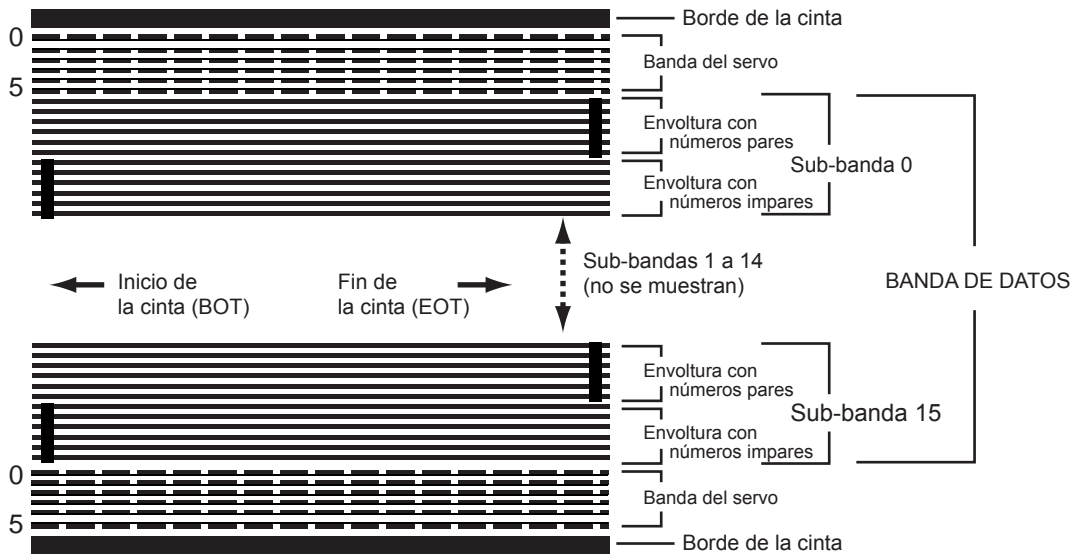 Borde de la cinta
0
Banda del servo
5
Envoltura con
números pares
Sub-banda 0
Envoltura con
números impares
Inicio de
la cinta (BOT)
Fin de
la cinta (EOT)
Sub-bandas 1 a 14
(no se muestran)
BANDA DE DATOS
Envoltura con
números pares
Sub-banda 15
Envoltura con
números impares
0
Banda del servo
5
Borde de la cinta